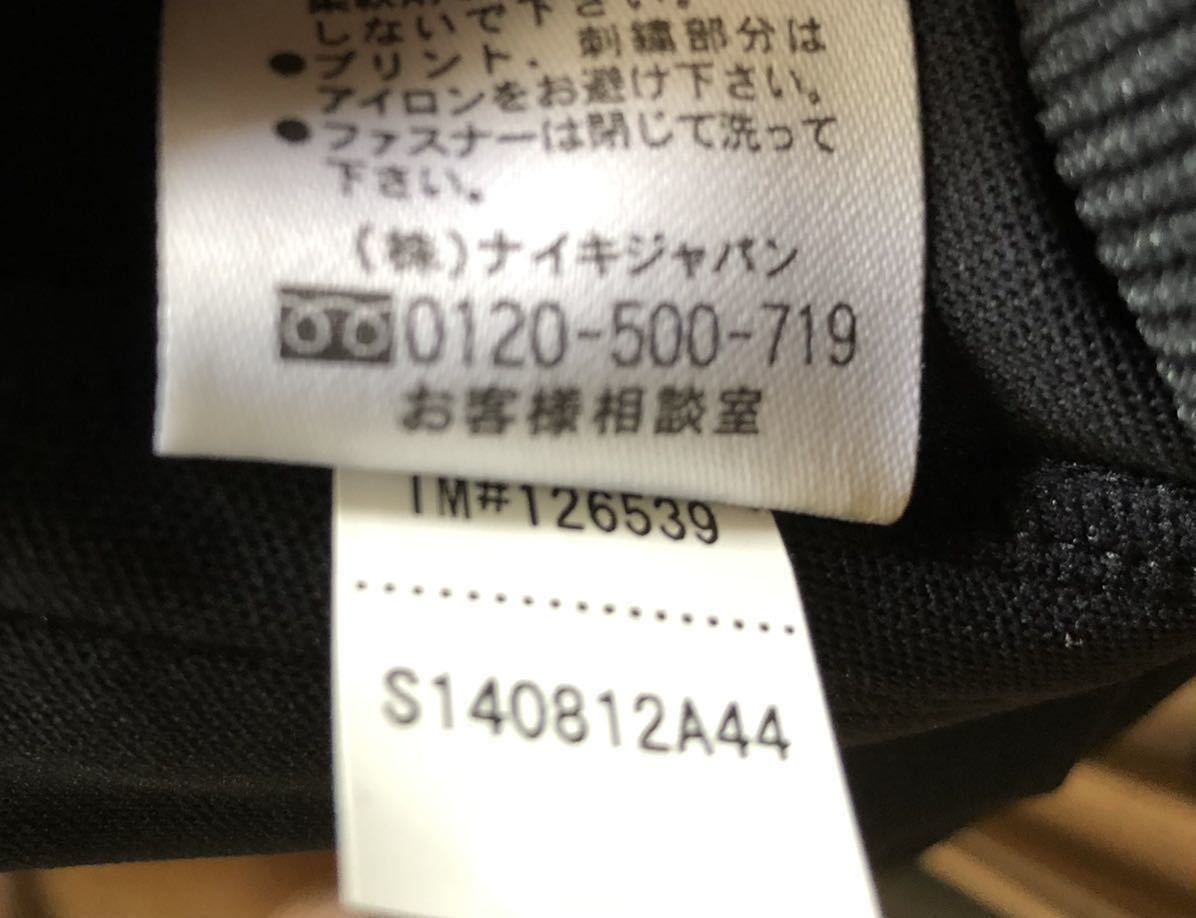 しないで下さい。
●プリント、刺繍部分は
アイロンをお避け下さい。
●ファスナーは閉じて洗って
下さい。
(株)ナイキジャパン
0120-500-719
お客様相談室
TM#126539
S140812A44